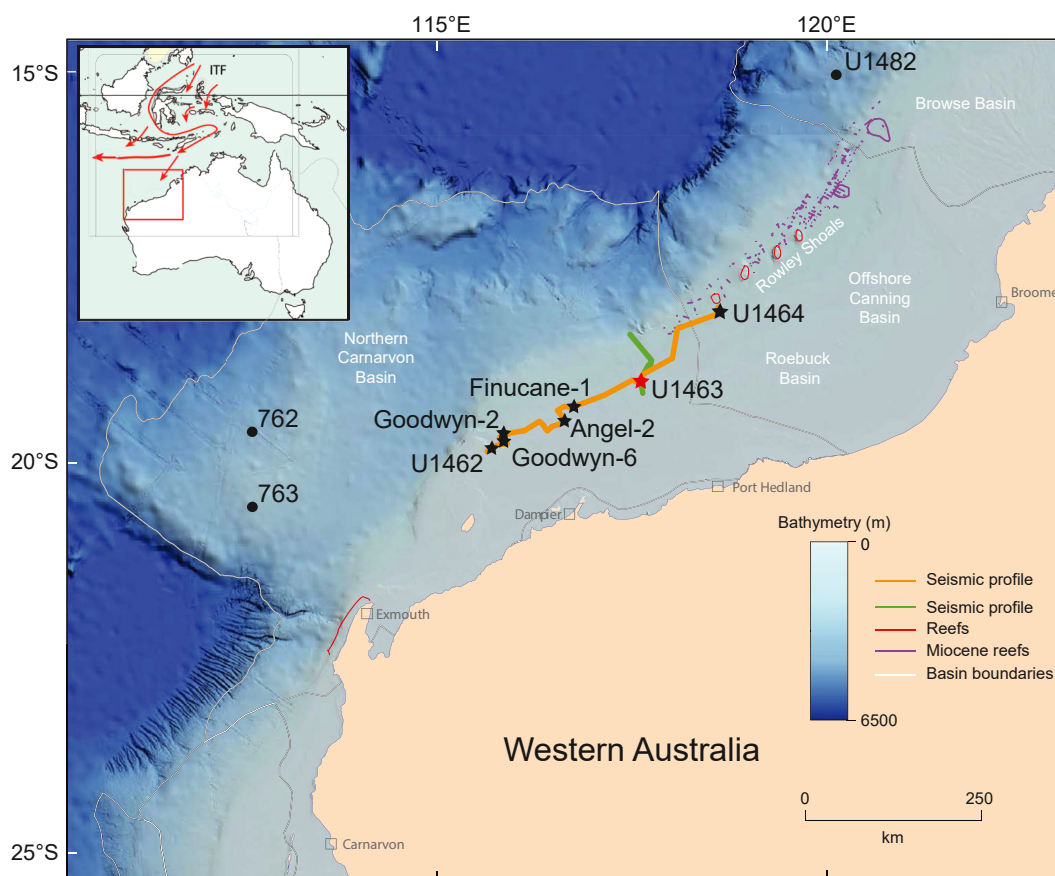 115°E
120°E
15°S
20°S
25°S
ITF
U1482
Browse Basin
Rowley Shoals
Offshore
Canning
Basin
Broome
U1464
Northern
Carnarvon
Basin
Roebuck
Basin
U1463
Finucane-1
Goodwyn-2
Angel-2
762
U1462
Goodwyn-6
763
Port Hedland
Dampier
Bathymetry (m)
0
6500
Seismic profile
Seismic profile
Reefs
Miocene reefs
Basin boundaries
Exmouth
Western Australia
0
250
km
Carnarvon